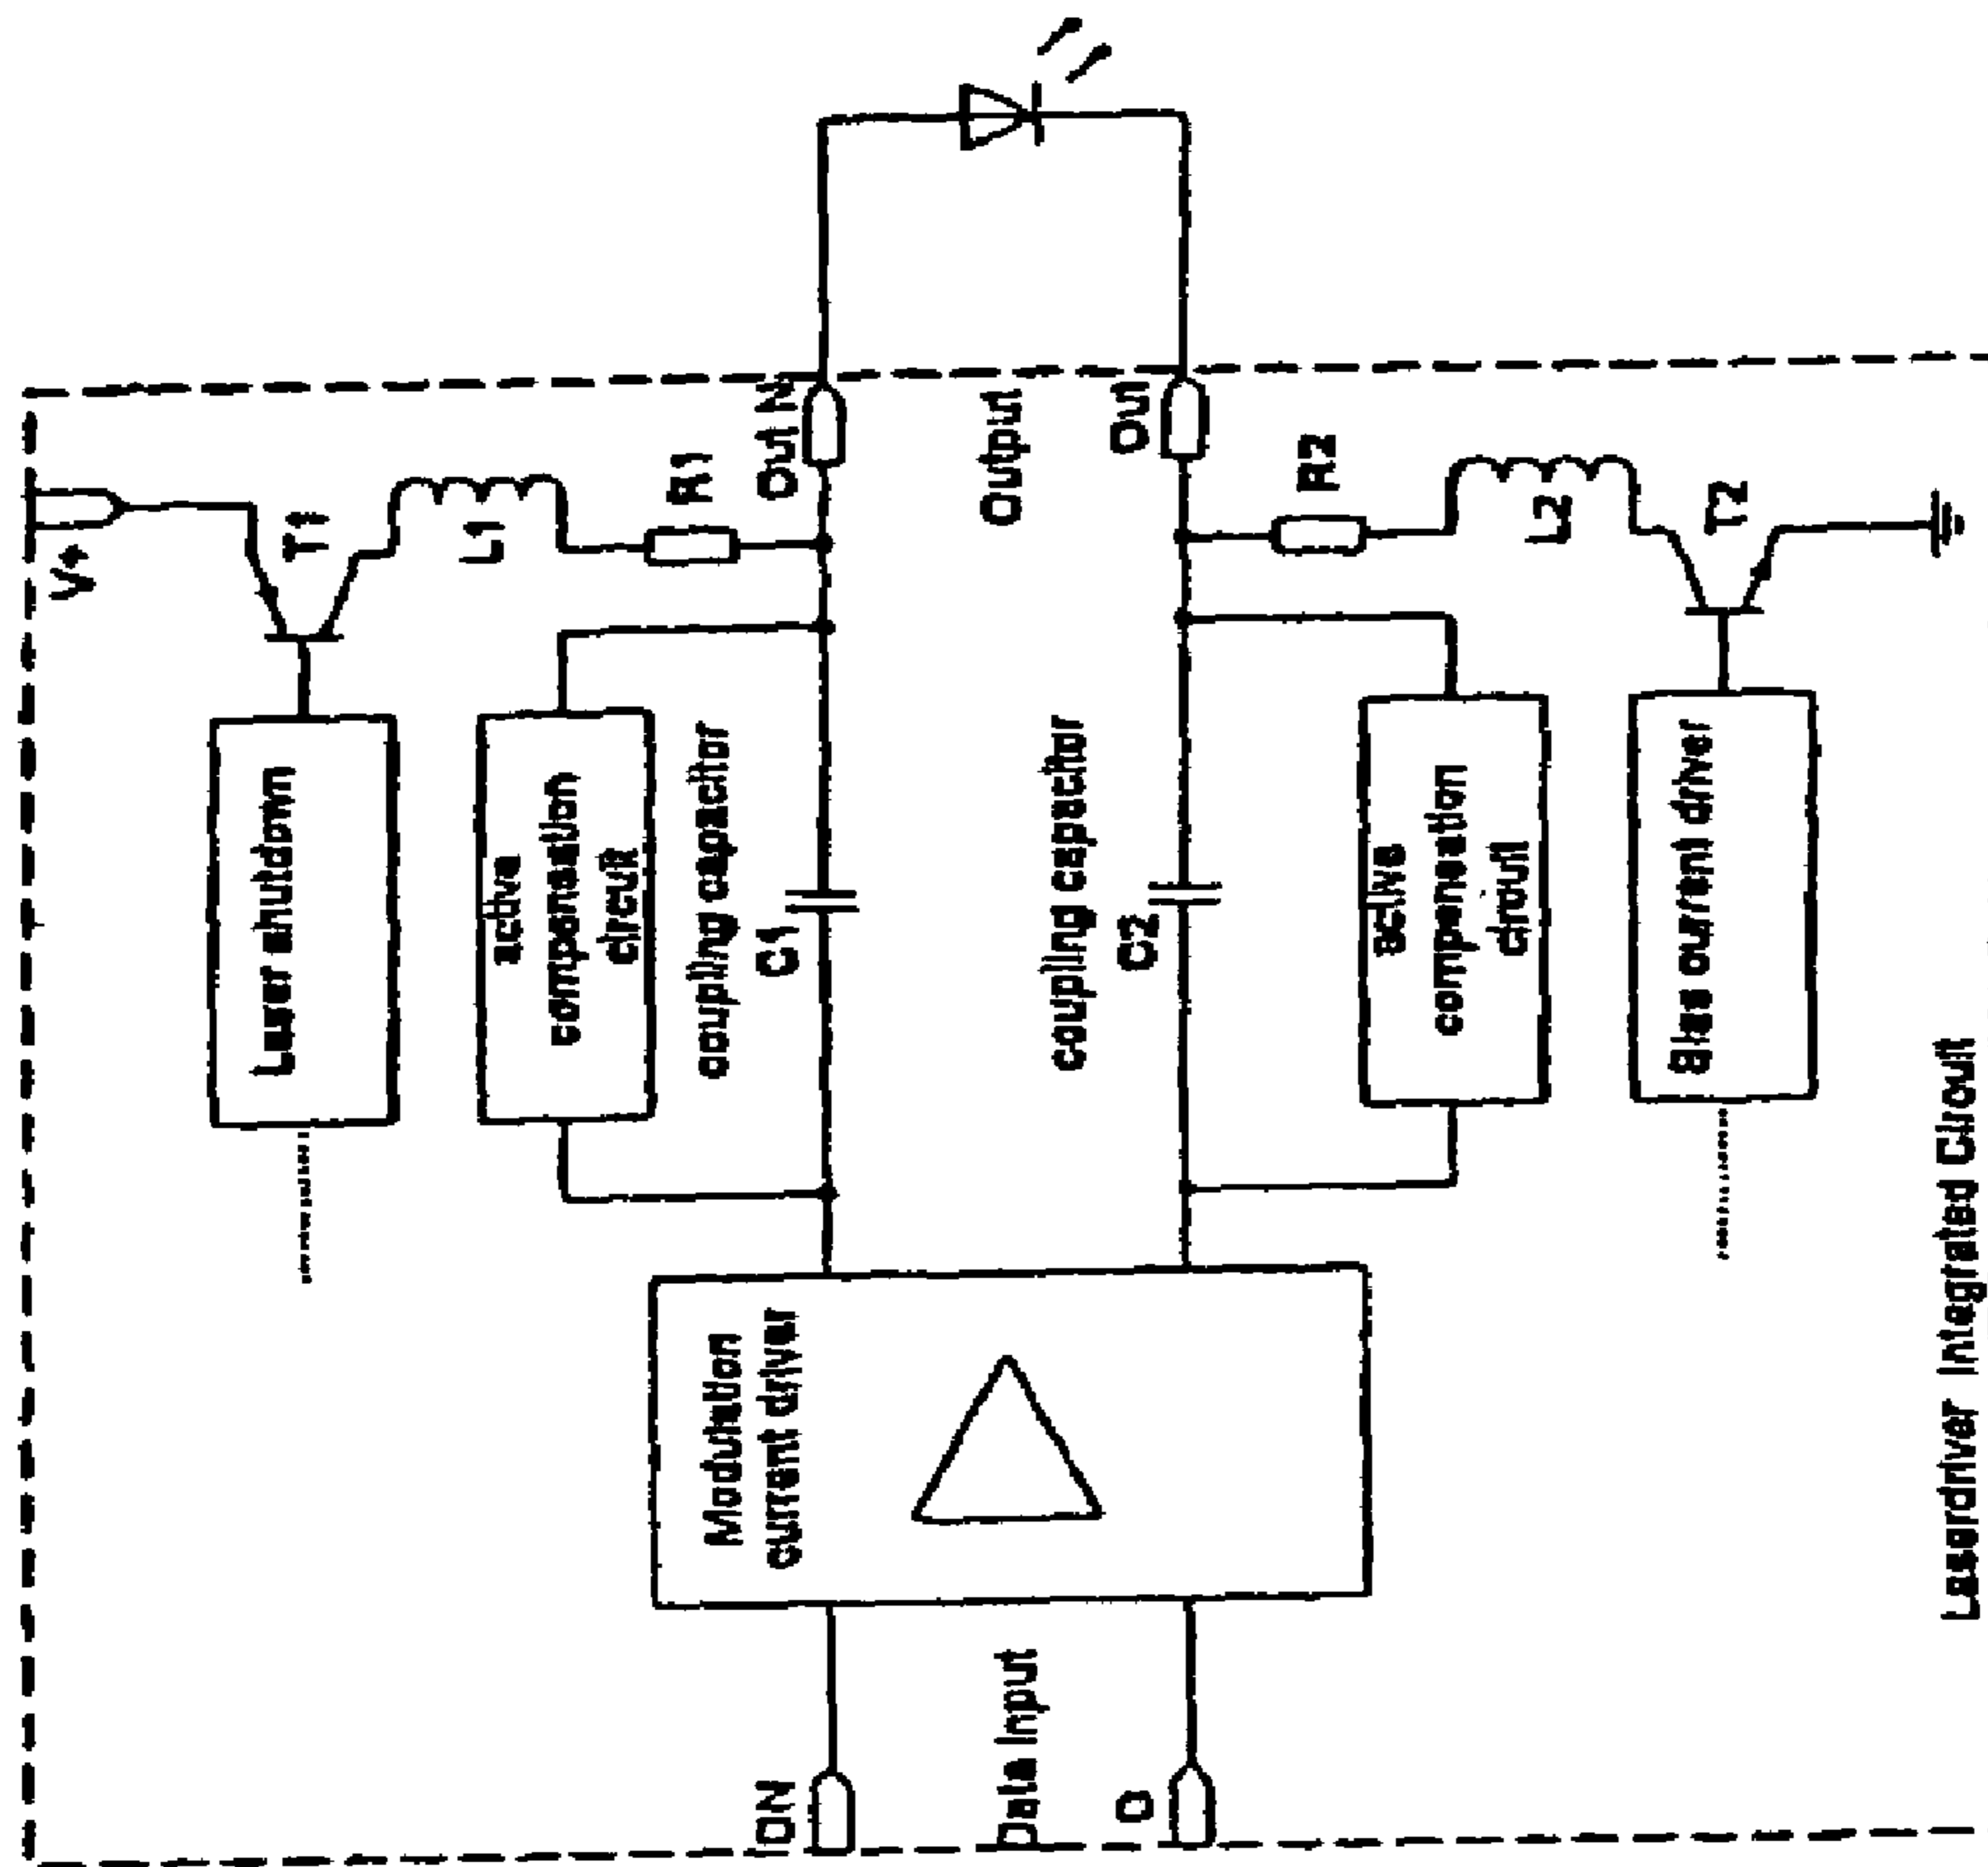 V+
T1
L1
R1
Out N
Output
R2
L2
T2
Laser shutdown
active
compensation
circuit
coupling capacitor
C1
coupling capacitor
C2
active
compensation
circuit
Bias current driver
Modulation
current driver
DN
Data Input
D
Laserdriver Integrated Circuit